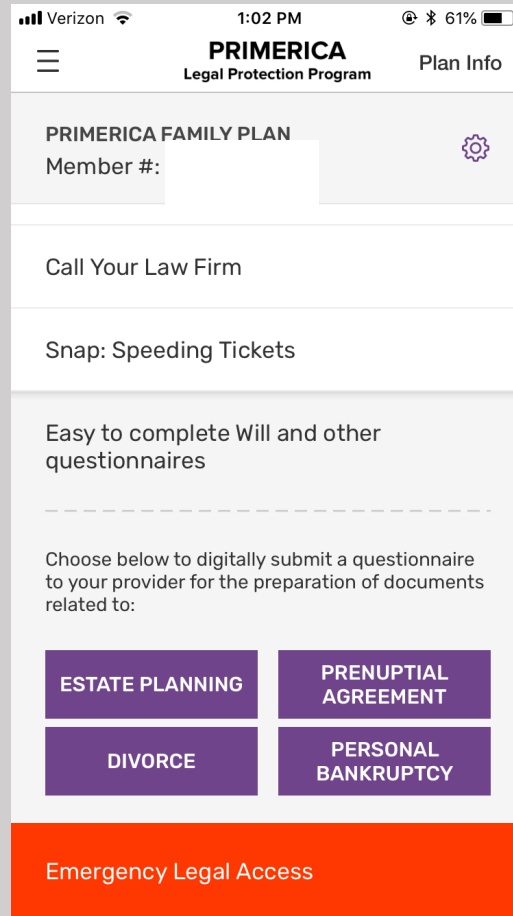 Verizon 1:02 PM 61%
PRIMERICA
Legal Protection Program
Plan Info
PRIMERICA FAMILY PLAN
Member #:
Call Your Law Firm
Snap: Speeding Tickets
Easy to complete Will and other
questionnaires
Choose below to digitally submit a questionnaire
to your provider for the preparation of documents
related to:
ESTATE PLANNING
PRENUPTIAL
AGREEMENT
DIVORCE
PERSONAL
BANKRUPTCY
Emergency Legal Access